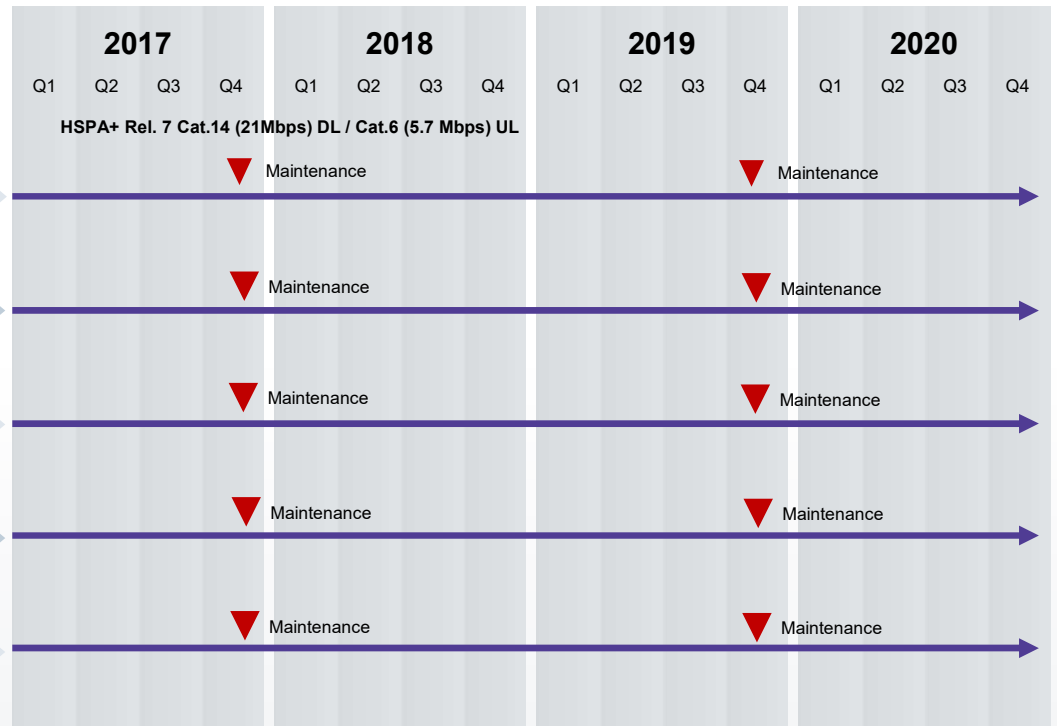 2017 2018 2019 2020
Q1 Q2 Q3 Q4 Q1 Q2 Q3 Q4 Q1 Q2 Q3 Q4 Q1 Q2 Q3 Q4
HSPA+ Rel. 7 Cat.14 (21Mbps) DL / Cat.6 (5.7 Mbps) UL
Maintenance Maintenance
Maintenance Maintenance
Maintenance Maintenance
Maintenance Maintenance
Maintenance Maintenance